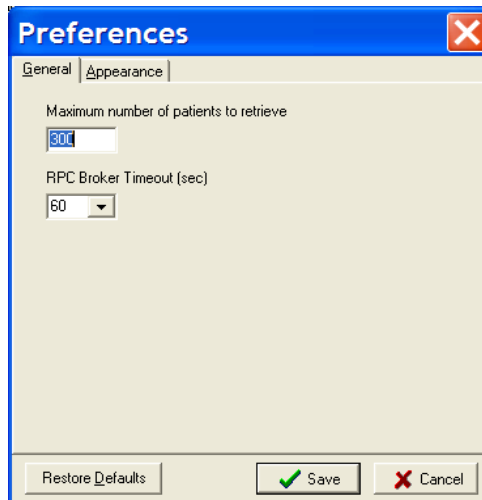 Preferences
General Appearance
Maximum number of patients to retrieve
300
RPC Broker Timeout (sec)
60
Restore Defaults Save Cancel